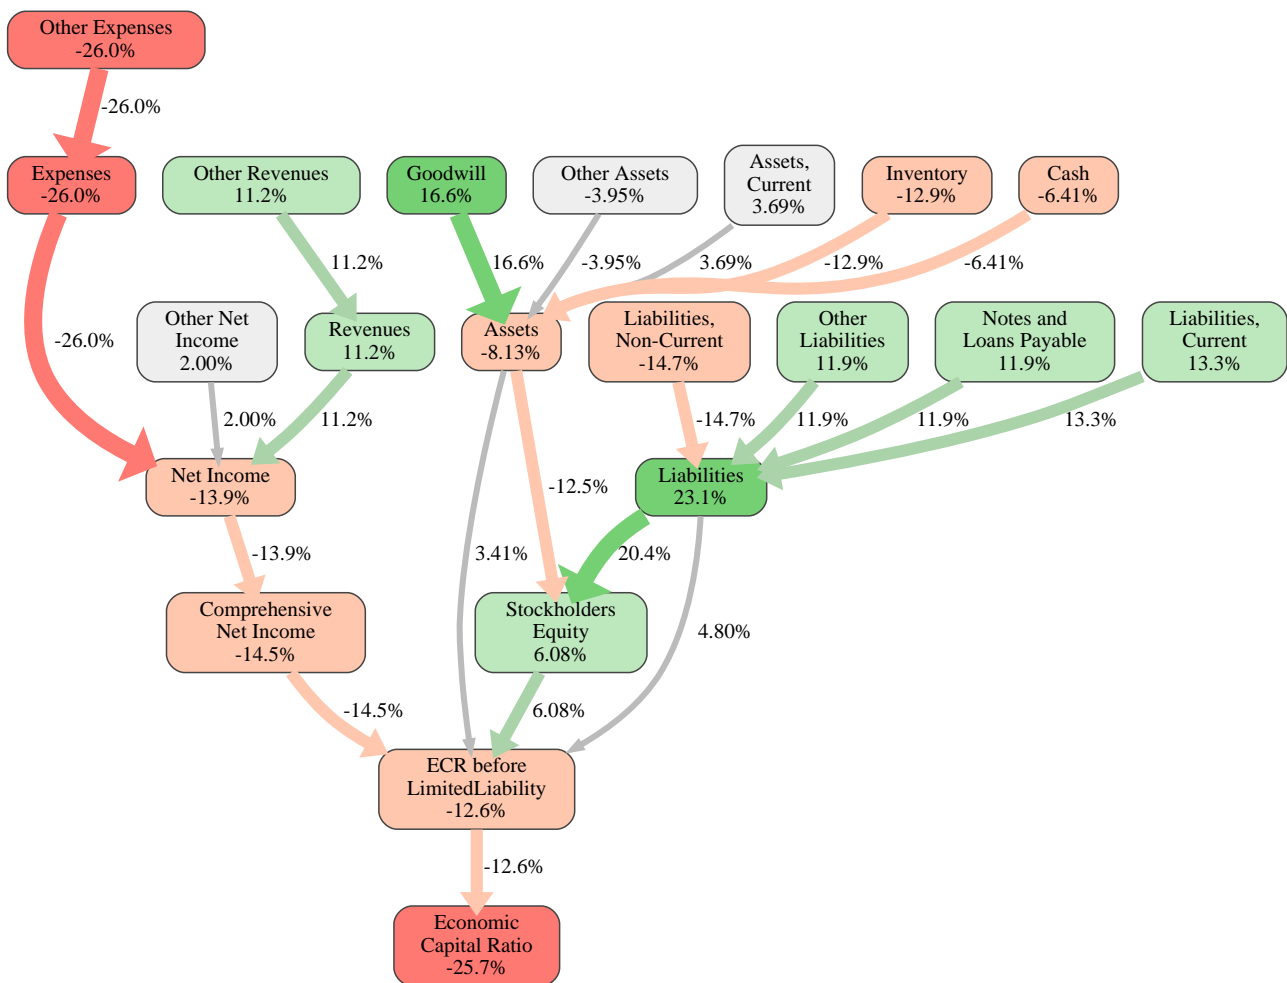 Other Expenses
-26.0%
-26.0%
Expenses
-26.0%
Other Revenues
11.2%
Goodwill
16.6%
Other Assets
-3.95%
Assets,
Current
3.69%
Inventory
-12.9%
Cash
-6.41%
11.2%
16.6%
-3.95%
3.69%
-12.9%
-6.41%
-26.0%
Other Net
Income
2.00%
Revenues
11.2%
Assets
-8.13%
Liabilities,
Non-Current
-14.7%
Other
Liabilities
11.9%
Notes and
Loans Payable
11.9%
Liabilities,
Current
13.3%
2.00%
11.2%
-14.7%
11.9%
11.9%
13.3%
Net Income
-13.9%
-12.5%
Liabilities
23.1%
-13.9%
3.41%
20.4%
Comprehensive
Net Income
-14.5%
Stockholders
Equity
6.08%
4.80%
-14.5%
6.08%
ECR before
LimitedLiability
-12.6%
-12.6%
Economic
Capital Ratio
-25.7%